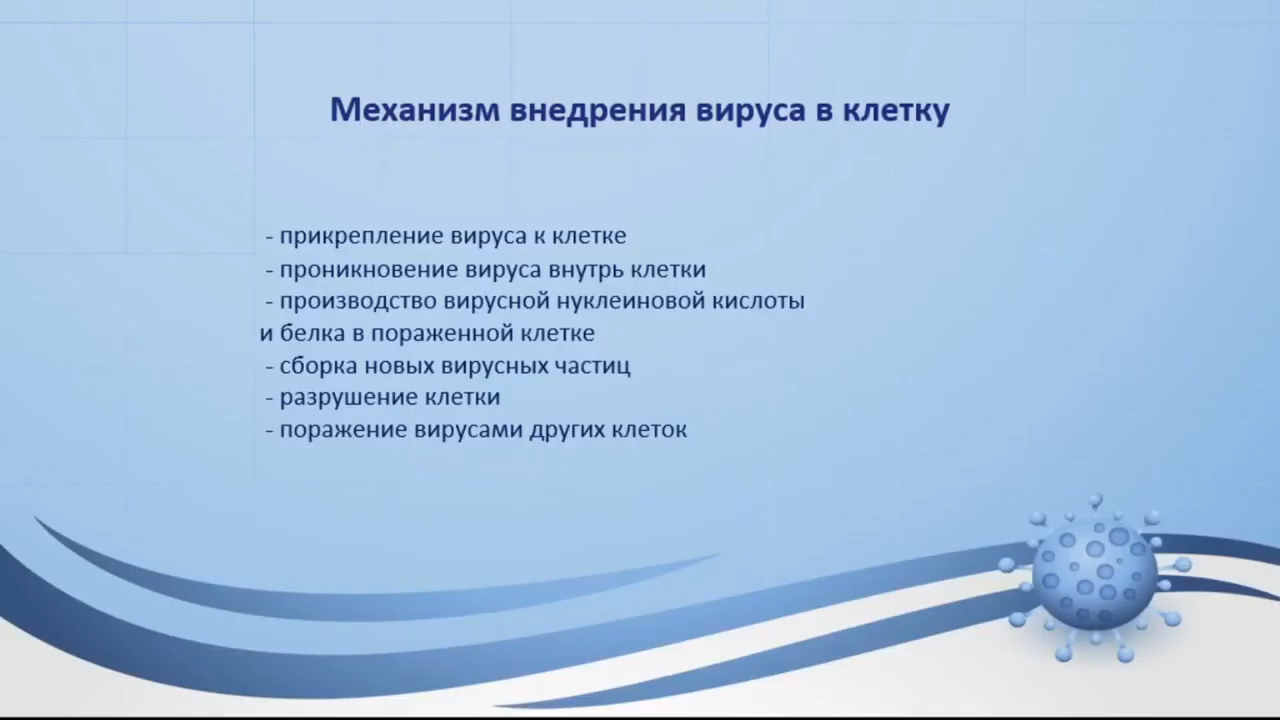 Механизм внедрения вируса в клетку
- прикрепление вируса к клетке
- проникновение вируса внутрь клетки
- производство вирусной нуклеиновой кислоты
и белка в пораженной клетке
- сборка новых вирусных частиц
- разрушение клетки
- поражение вирусами других клеток